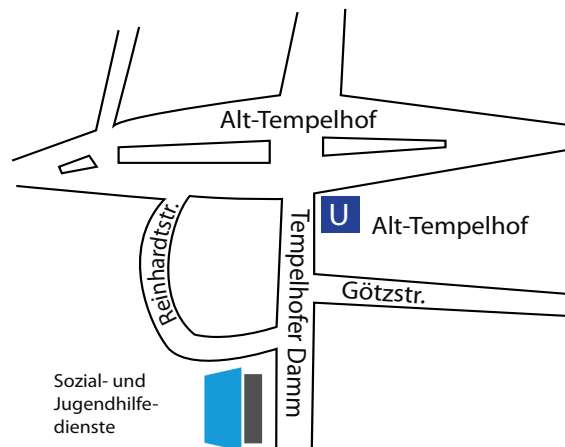 Alt-Tempelhof
Reinhardtstr.
Tempelhofer Damm
U
Alt-Tempelhof
Götzstr.
Sozial- und
Jugendhilfe-
dienste